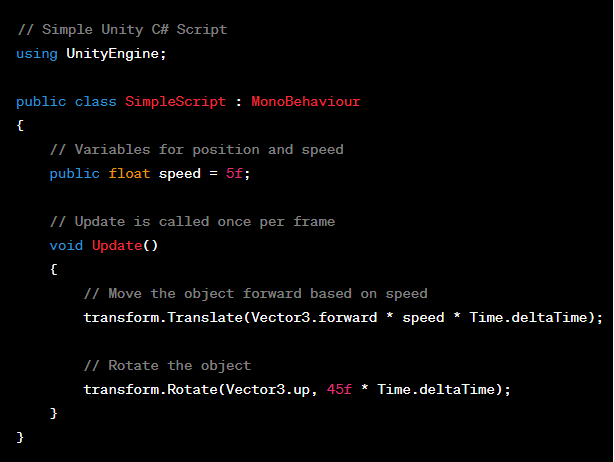 // Simple Unity C# Script
using UnityEngine;
public class SimpleScript : MonoBehaviour
{
// Variables for position and speed
public float speed = 5f;
// Update is called once per frame
void Update()
{
// Move the object forward based on speed
transform.Translate(Vector3.forward * speed * Time.deltaTime);
// Rotate the object
transform.Rotate(Vector3.up, 45f * Time.deltaTime);
}
}